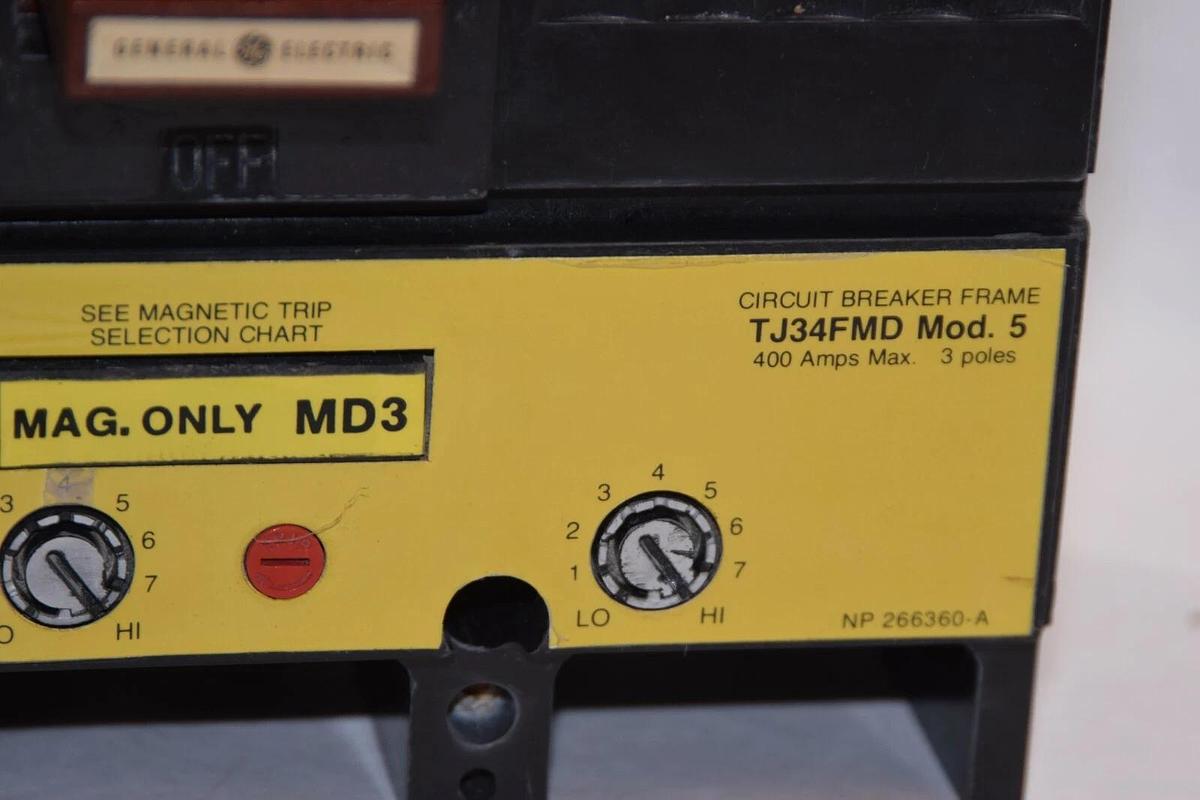 GENERAL GE ELECTRIC
OFF
SEE MAGNETIC TRIP
SELECTION CHART
CIRCUIT BREAKER FRAME
TJ34FMD Mod. 5
400 Amps Max. 3 poles
MAG. ONLY MD3
3 4 5 6 7 HI
1 2 3 4 5 6 7
LO HI
NP 266360-A